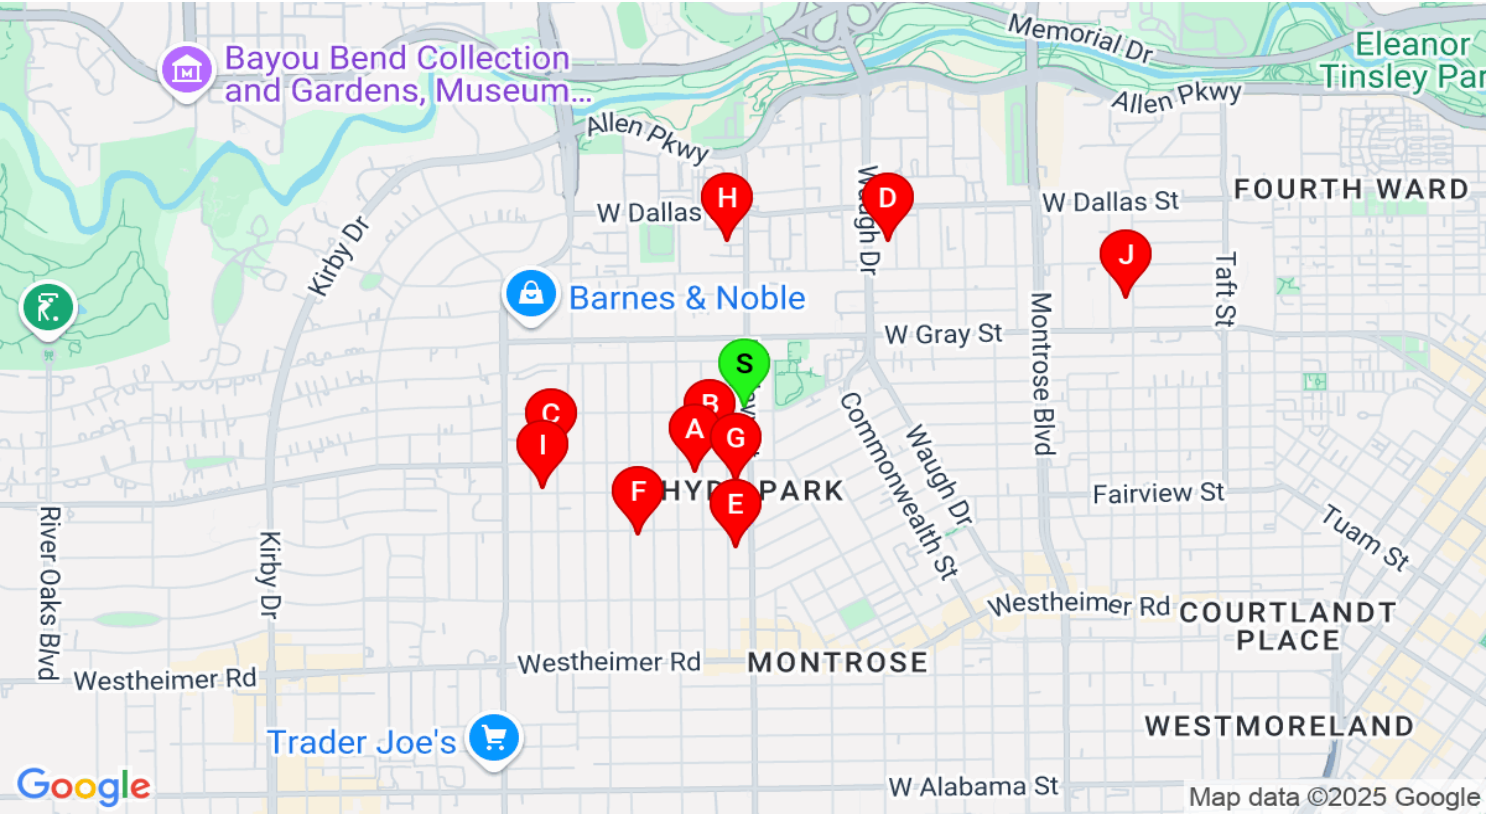 Memorial Dr
Eleanor
Tinsley Par
Bayou Bend Collection
and Gardens, Museum...
Allen Pkwy
Allen Pkwy
FOURTH WARD
H
D
W Dallas
W Dallas St
Waugh Dr
Kirby Dr
J
Taft St
Barnes & Noble
W Gray St
Montrose Blvd
S
B
C
A
G
I
F
HYDE PARK
E
Commonwealth St
Waugh Dr
Fairview St
Tuam St
River Oaks Blvd
Kirby Dr
Westheimer Rd
COURTLANDT
PLACE
Westheimer Rd
MONTROSE
Westheimer Rd
WESTMORELAND
Trader Joe's
W Alabama St
Google
Map data ©2025 Google